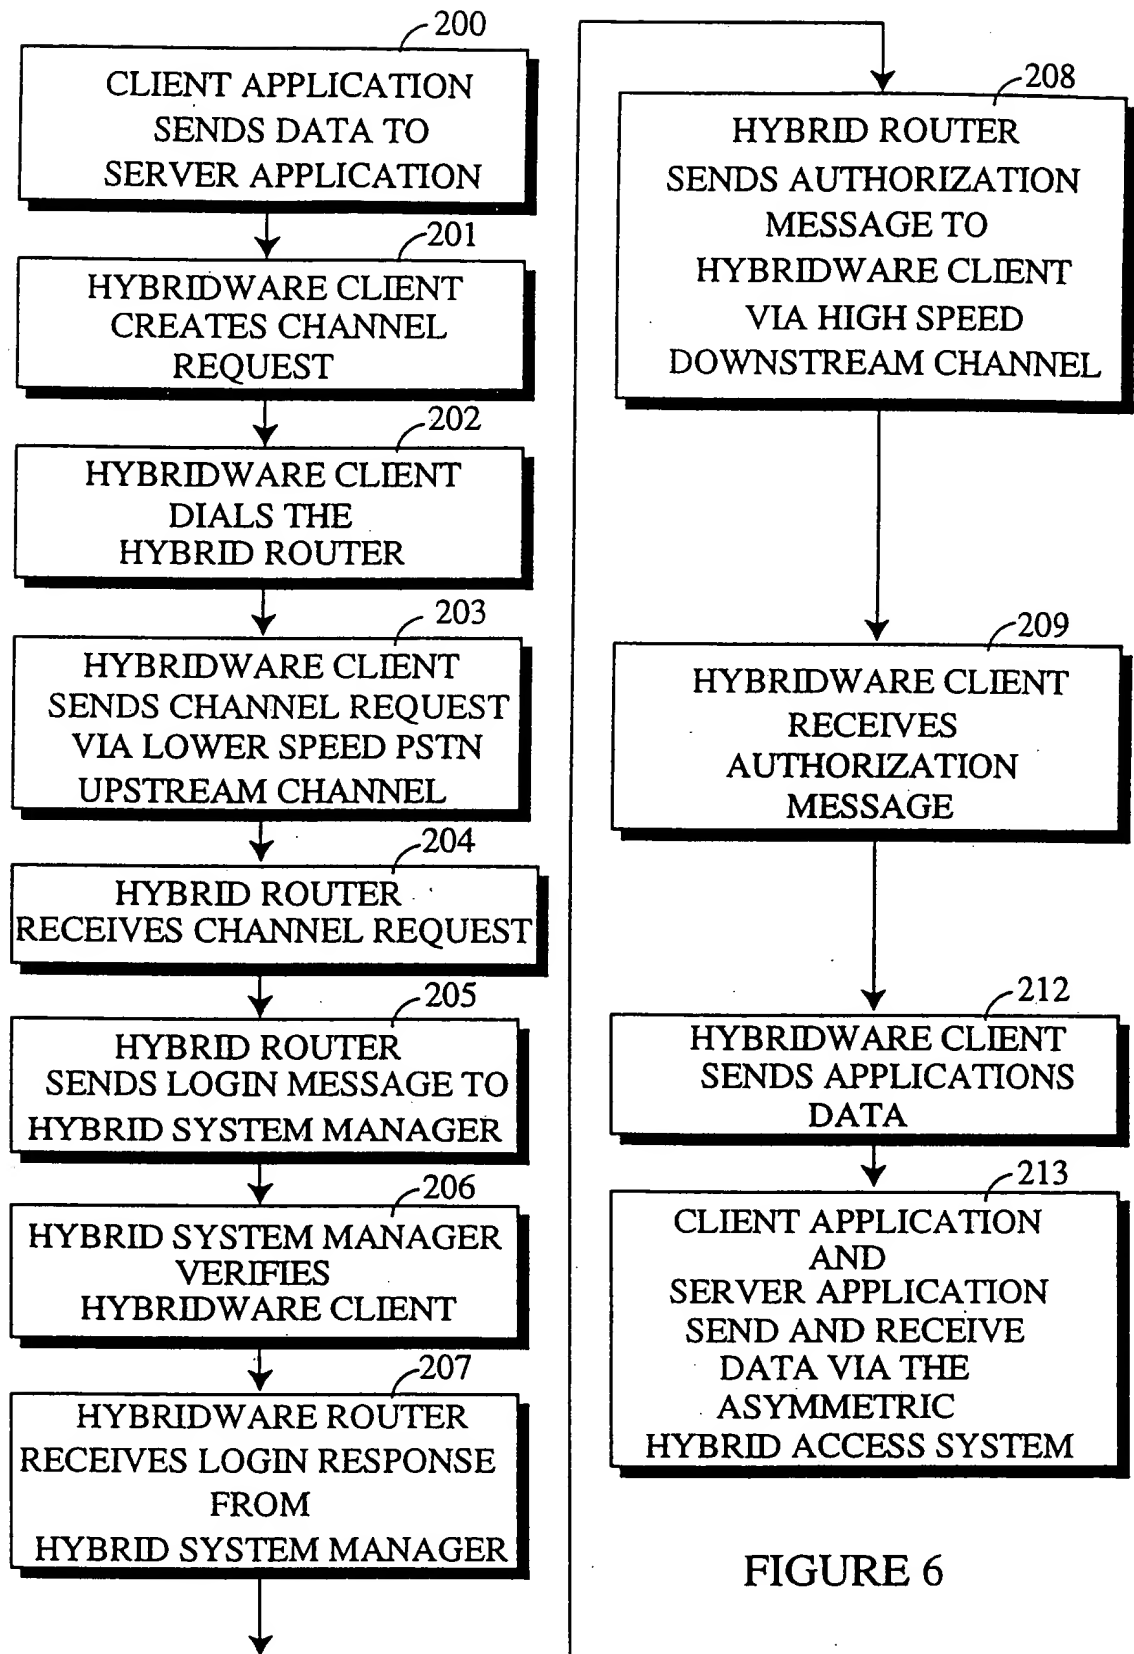 200
CLIENT APPLICATION
SENDS DATA TO
SERVER APPLICATION
201
HYBRIDWARE CLIENT
CREATES CHANNEL
REQUEST
202
HYBRIDWARE CLIENT
DIALS THE
HYBRID ROUTER
203
HYBRIDWARE CLIENT
SENDS CHANNEL REQUEST
VIA LOWER SPEED PSTN
UPSTREAM CHANNEL
204
HYBRID ROUTER
RECEIVES CHANNEL REQUEST
205
HYBRID ROUTER
SENDS LOGIN MESSAGE TO
HYBRID SYSTEM MANAGER
206
HYBRID SYSTEM MANAGER
VERIFIES
HYBRIDWARE CLIENT
207
HYBRIDWARE ROUTER
RECEIVES LOGIN RESPONSE
FROM
HYBRID SYSTEM MANAGER
208
HYBRID ROUTER
SENDS AUTHORIZATION
MESSAGE TO
HYBRIDWARE CLIENT
VIA HIGH SPEED
DOWNSTREAM CHANNEL
209
HYBRIDWARE CLIENT
RECEIVES
AUTHORIZATION
MESSAGE
212
HYBRIDWARE CLIENT
SENDS APPLICATIONS
DATA
213
CLIENT APPLICATION
AND
SERVER APPLICATION
SEND AND RECEIVE
DATA VIA THE
ASYMMETRIC
HYBRID ACCESS SYSTEM
FIGURE 6